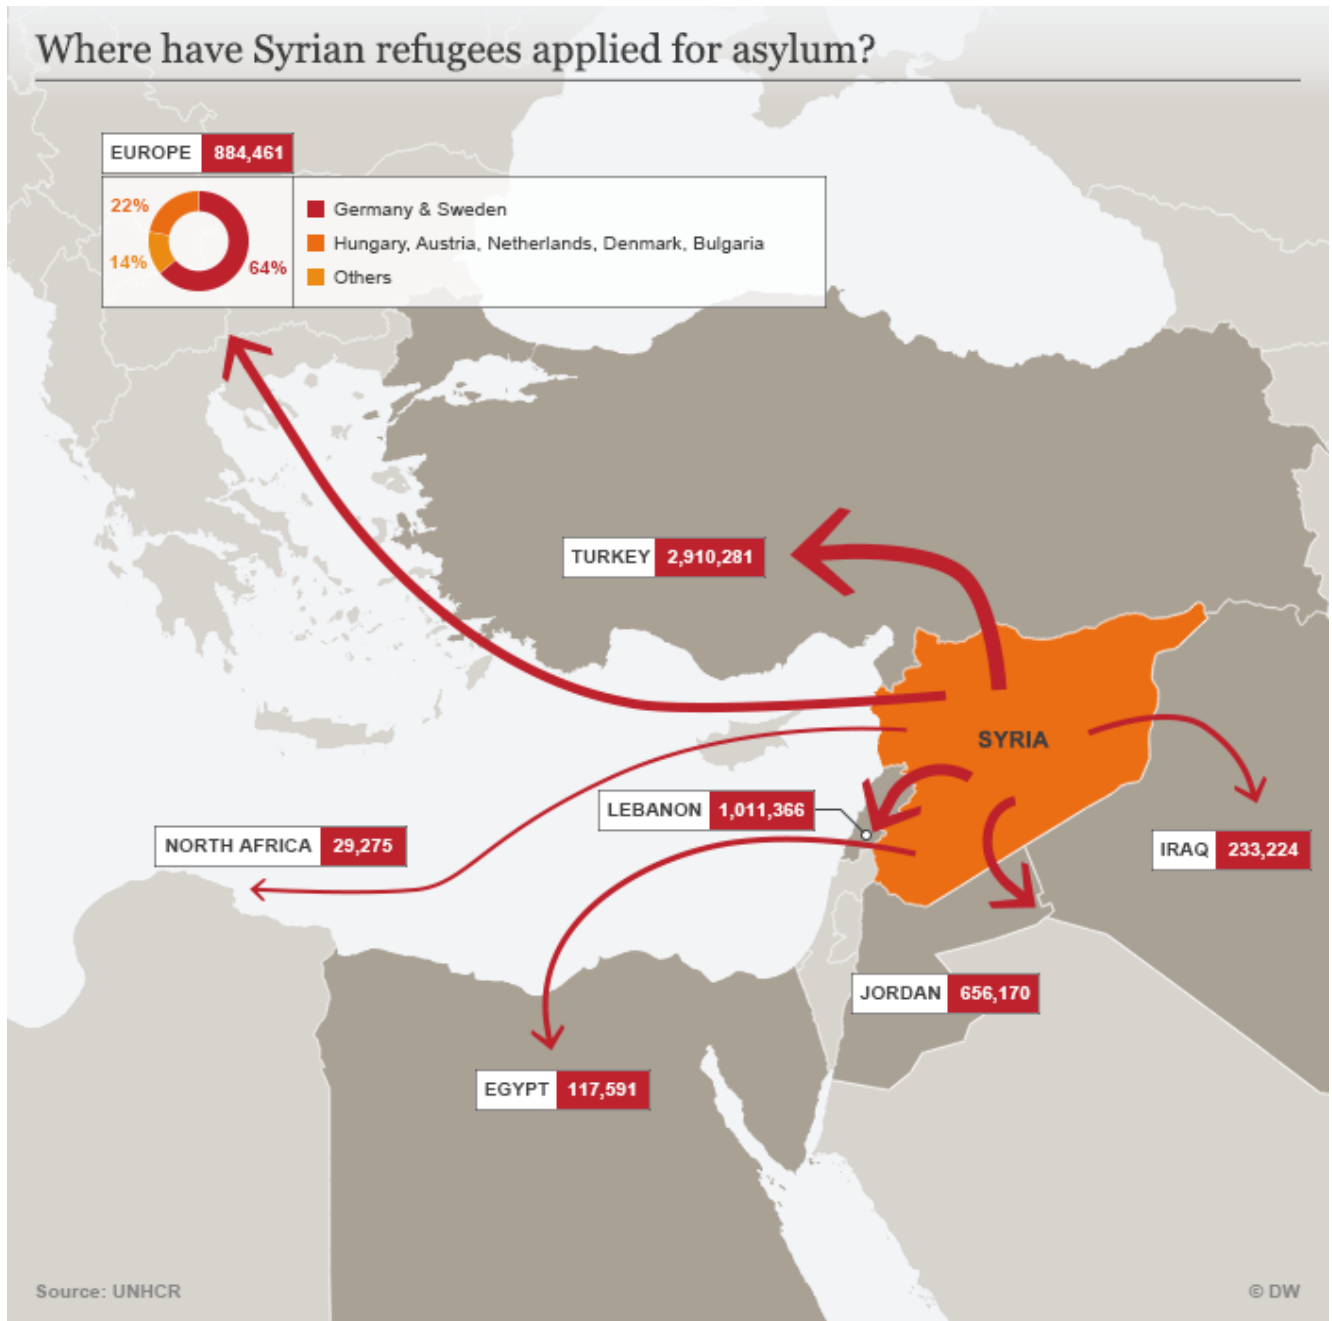 Where have Syrian refugees applied for asylum?
EUROPE 884,461
22%
14%
64%
Germany & Sweden
Hungary, Austria, Netherlands, Denmark, Bulgaria
Others
TURKEY 2,910,281
SYRIA
LEBANON 1,011,366
NORTH AFRICA 29,275
IRAQ 233,224
JORDAN 656,170
EGYPT 117,591
Source: UNHCR
© DW